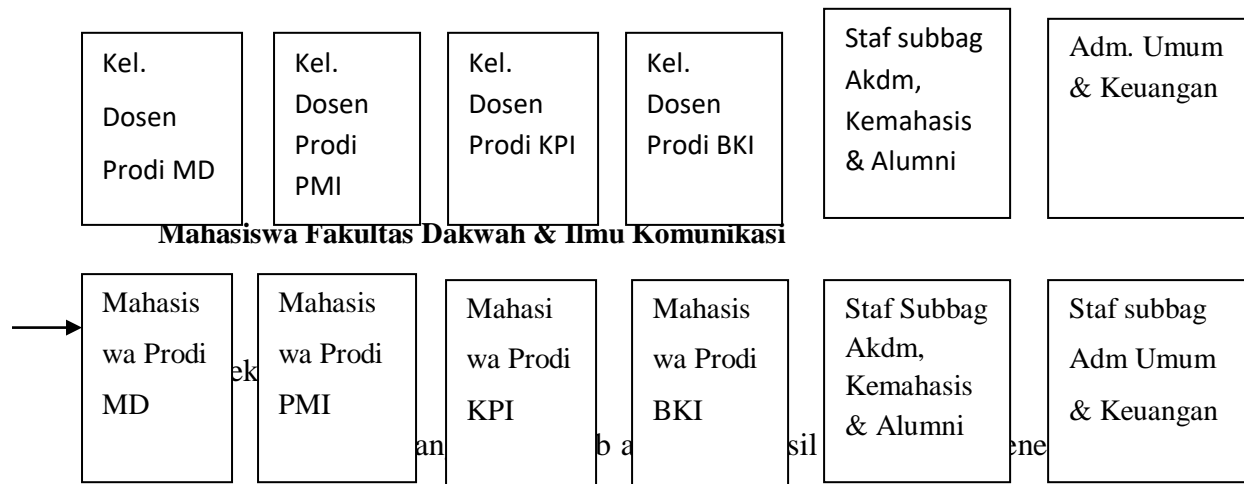 Kel.
Dosen
Prodi MD
Kel.
Dosen
Prodi
PMI
Kel.
Dosen
Prodi KPI
Kel.
Dosen
Prodi BKI
Staf subbag
Akdm,
Kemahasis
& Alumni
Adm. Umum
& Keuangan
Mahasiswa Fakultas Dakwah & Ilmu Komunikasi
Mahasis
wa Prodi
MD
Mahasis
wa Prodi
PMI
Mahasi
wa Prodi
KPI
Mahasis
wa Prodi
BKI
Staf Subbag
Akdm,
Kemahasis
& Alumni
Staf subbag
Adm Umum
& Keuangan